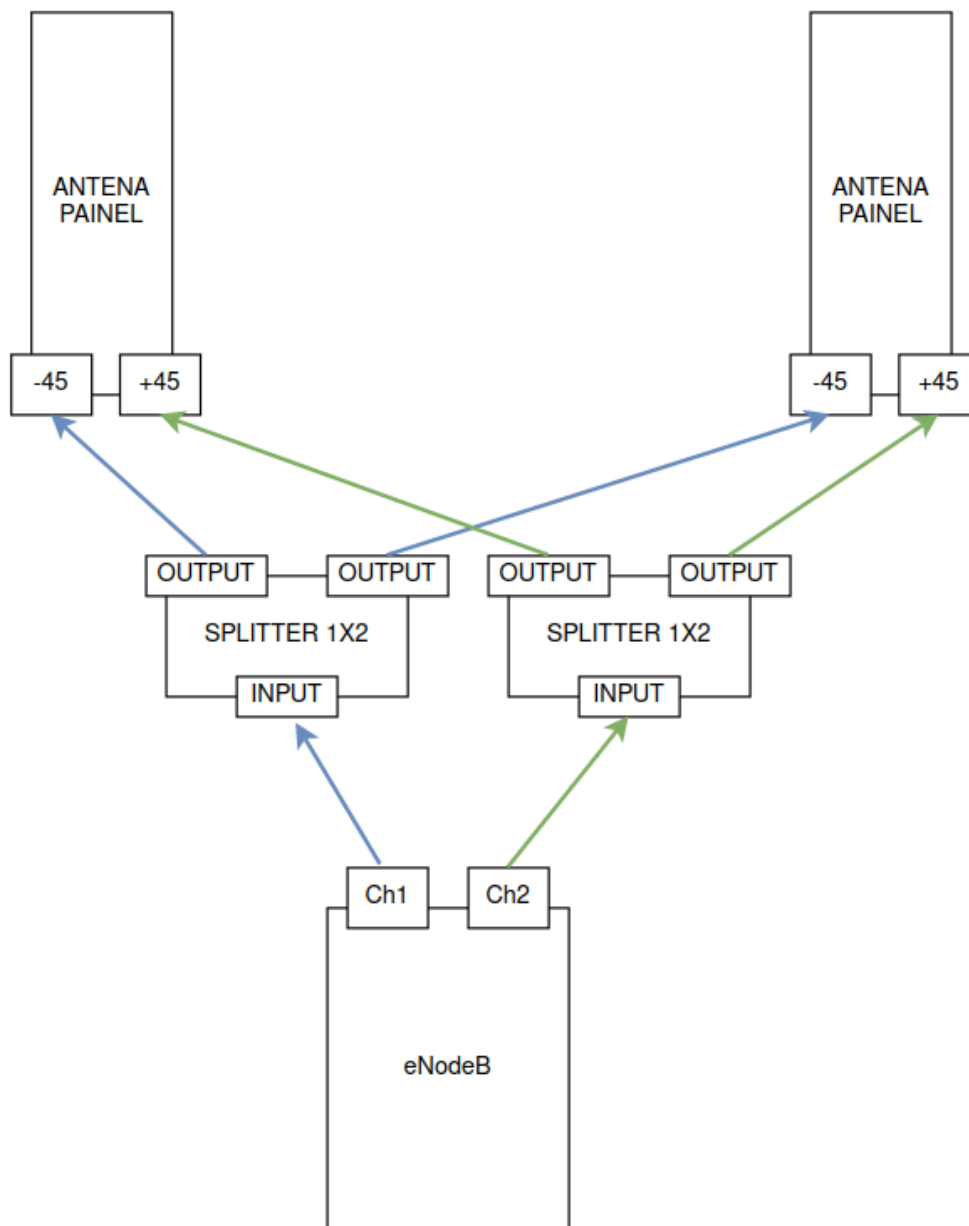 ANTENA
PAINEL
ANTENA
PAINEL
-45
+45
-45
+45
OUTPUT
OUTPUT
OUTPUT
OUTPUT
SPLITTER 1X2
SPLITTER 1X2
INPUT
INPUT
Ch1
Ch2
eNodeB